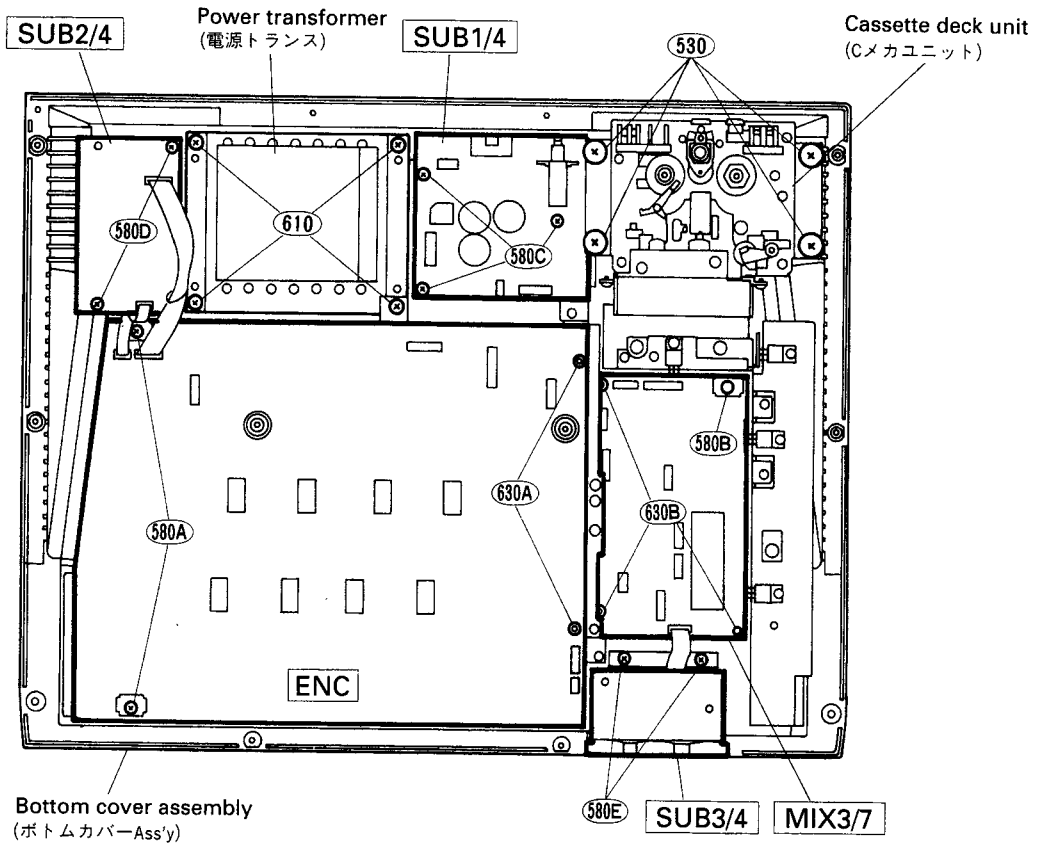 SUB2/4
Power transformer
(電源トランス)
SUB1/4
530
Cassette deck unit
(Cメカユニット)
580D
610
580C
580B
630A
630B
580A
ENC
580E
SUB3/4
MIX3/7
Bottom cover assembly
(ボトムカバーAss'y)